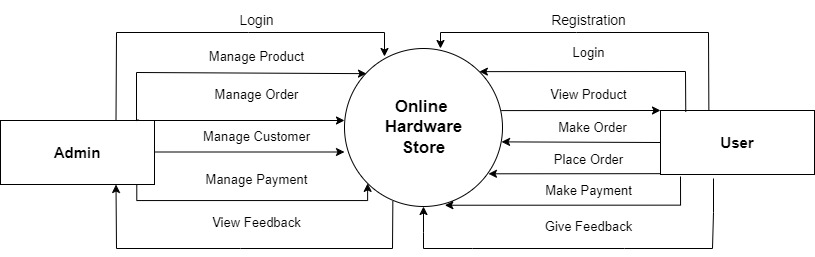 Login
Registration
Manage Product
Login
Manage Order
View Product
Online
Hardware
Store
Manage Customer
Make Order
Admin
User
Manage Payment
Place Order
Make Payment
View Feedback
Give Feedback